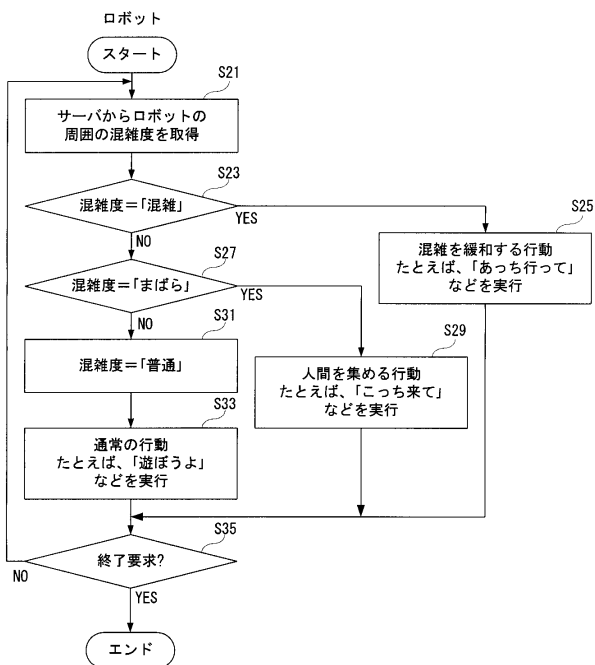 ロボット
スタート
S21
サーバからロボットの
周囲の混雑度を取得
S23
混雑度=「混雑」
YES
NO
S25
混雑を緩和する行動
たとえば、「あっち行って」
などを実行
S27
混雑度=「まばら」
YES
NO
S29
人間を集める行動
たとえば、「こっち来て」
などを実行
S31
混雑度=「普通」
S33
通常の行動
たとえば、「遊ぼうよ」
などを実行
S35
終了要求?
NO
YES
エンド